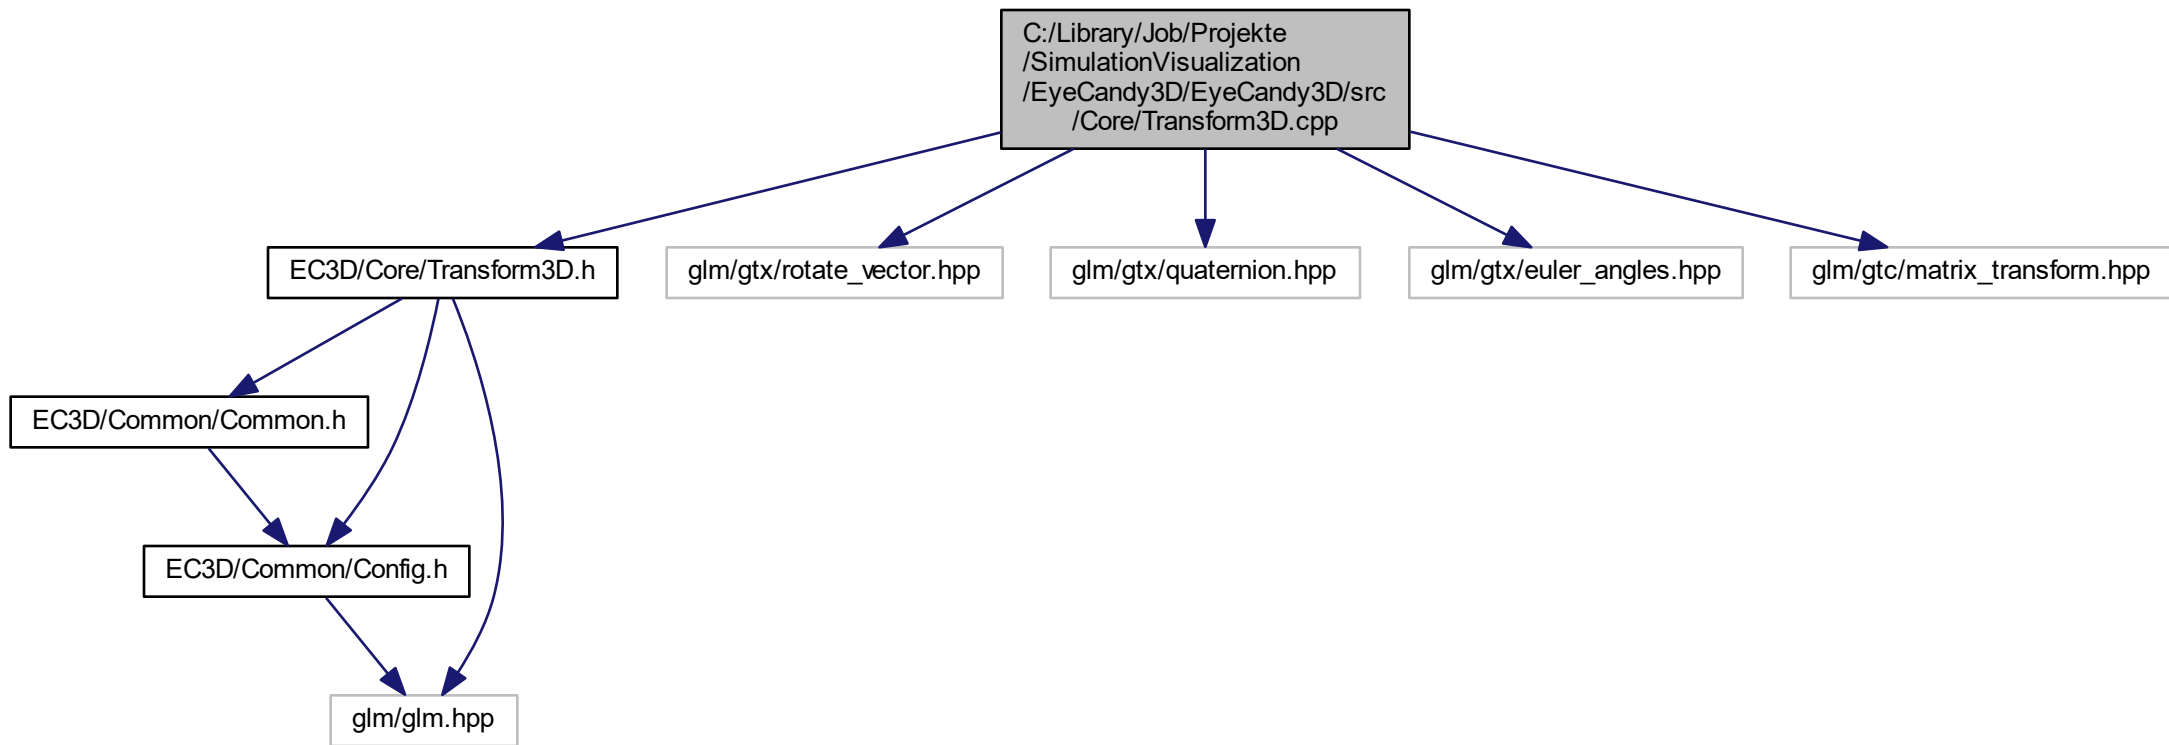 C:/Library/Job/Projekte
/SimulationVisualization
/EyeCandy3D/EyeCandy3D/src
/Core/Transform3D.cpp
EC3D/Core/Transform3D.h
glm/gtx/rotate_vector.hpp
glm/gtx/quaternion.hpp
glm/gtx/euler_angles.hpp
glm/gtc/matrix_transform.hpp
EC3D/Common/Common.h
EC3D/Common/Config.h
glm/glm.hpp